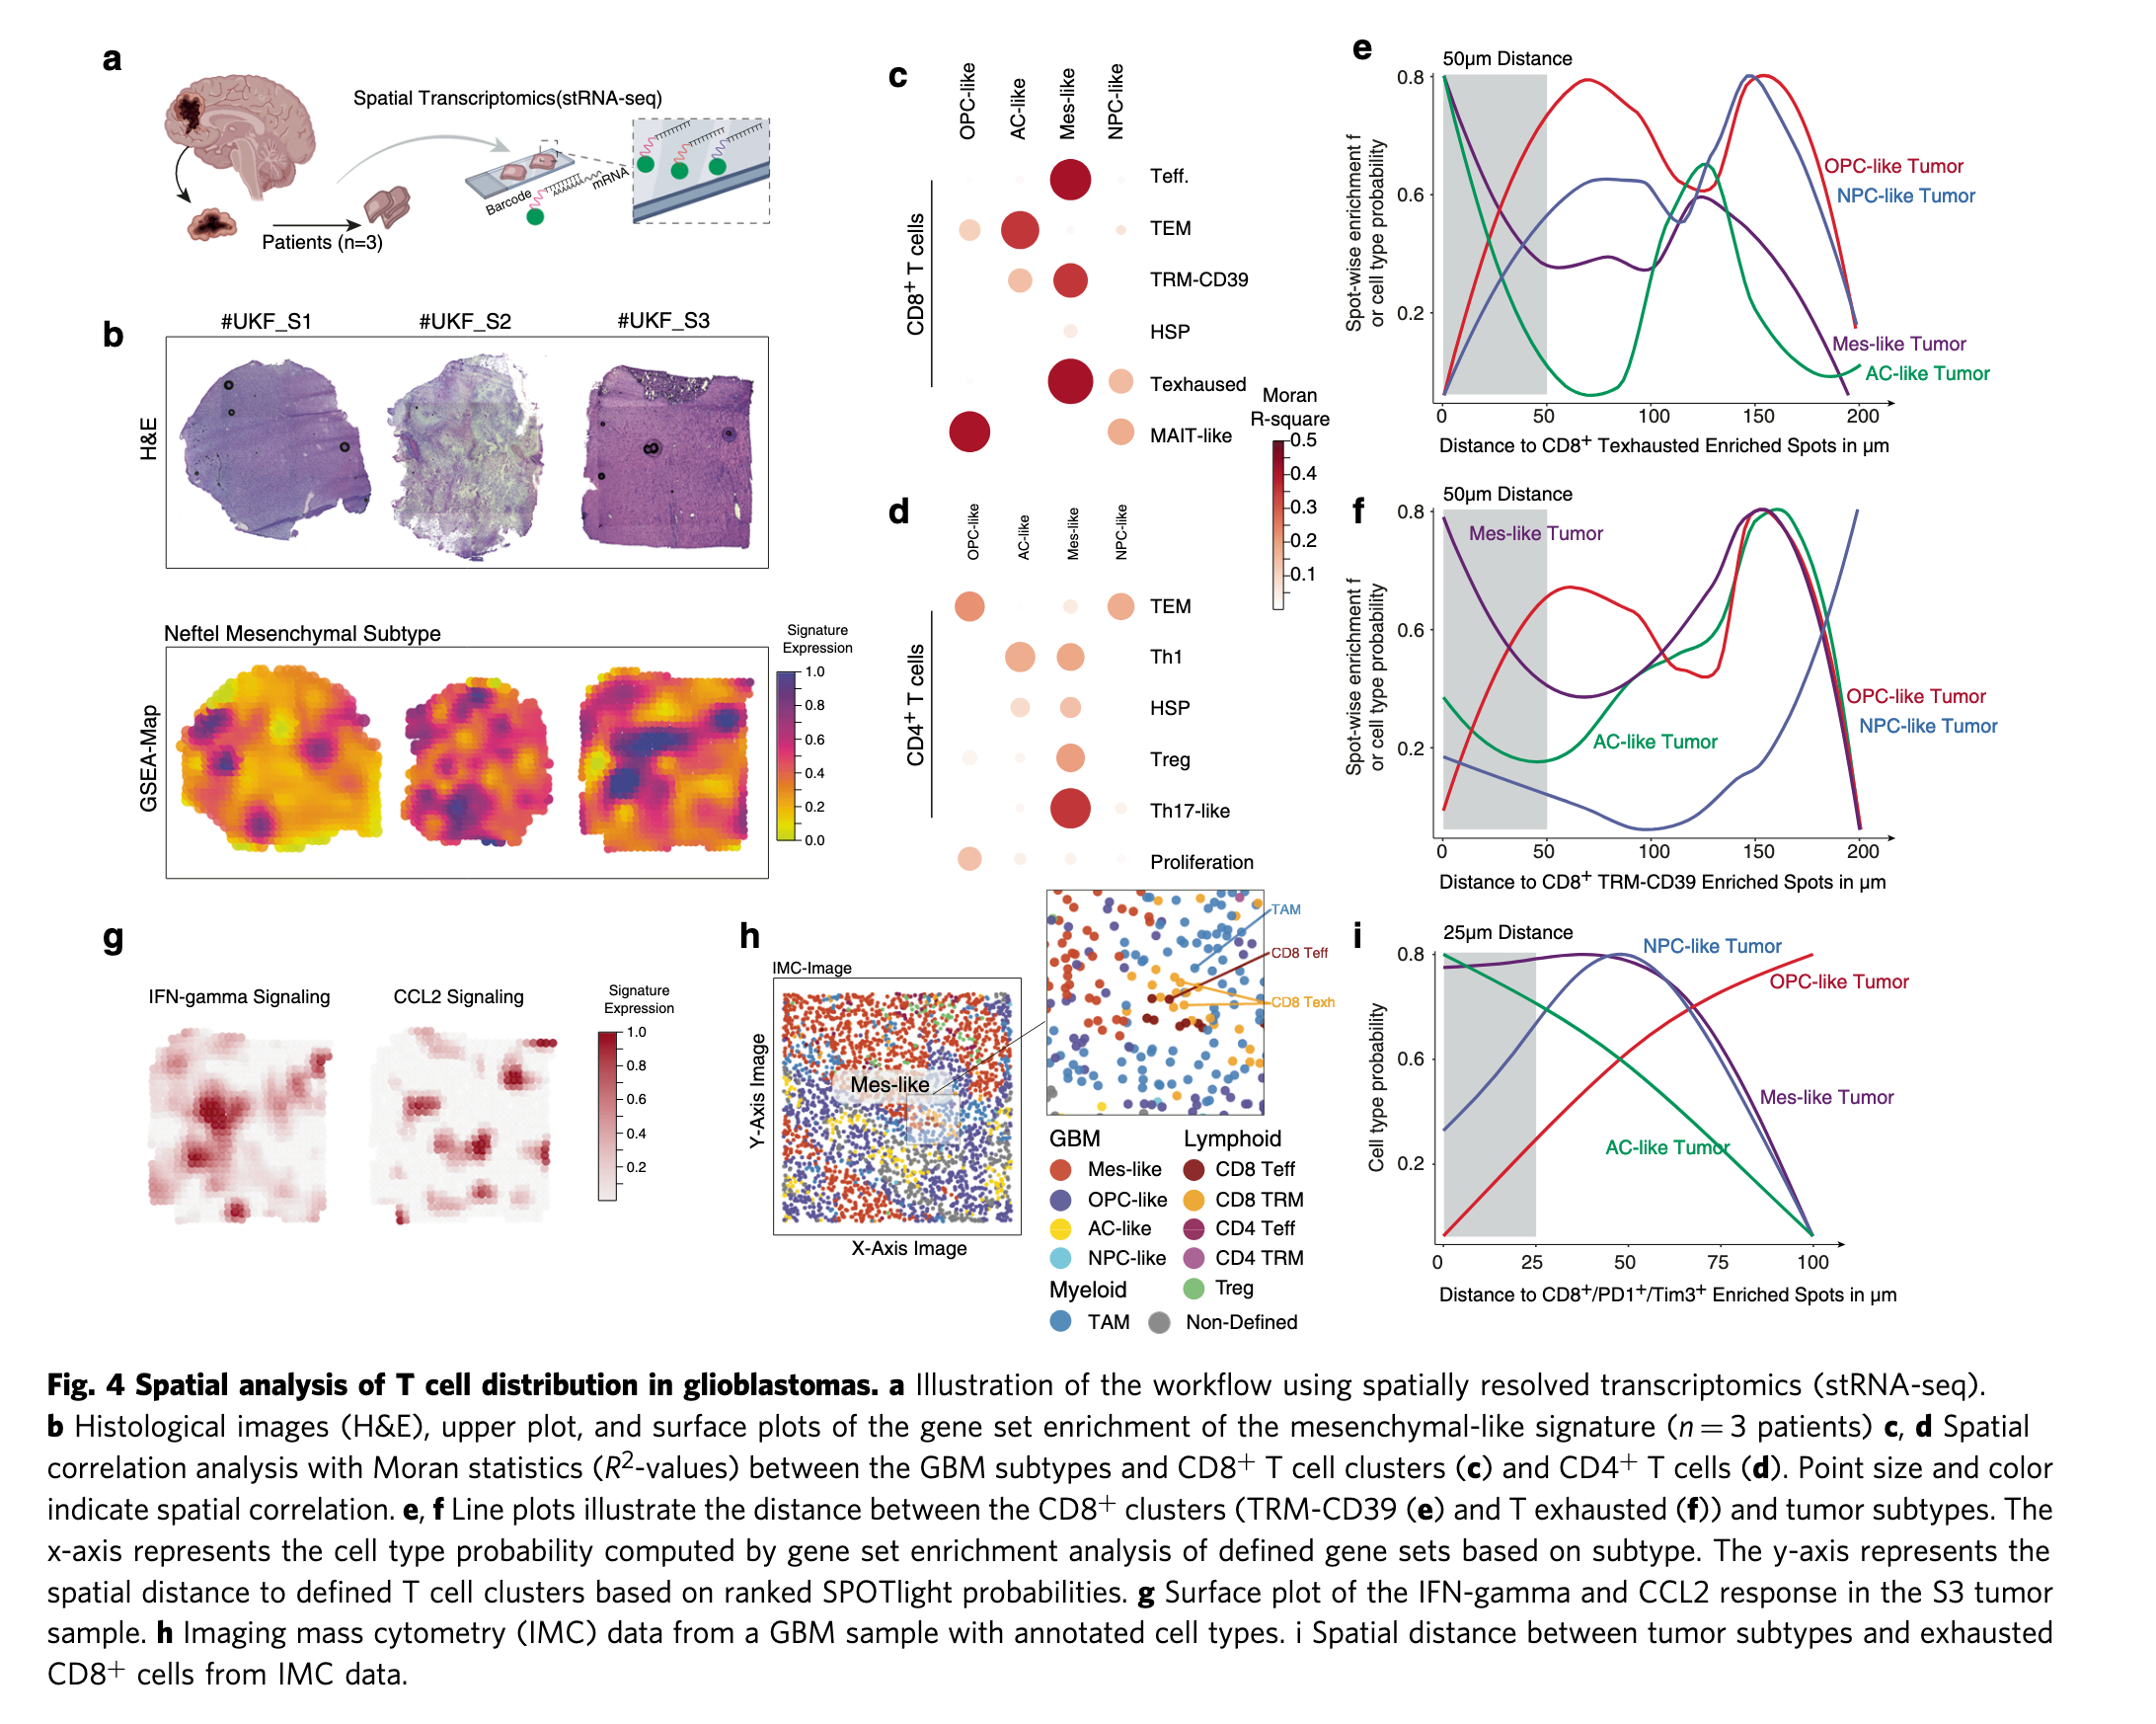 a
Spatial Transcriptomics(stRNA-seq)
Barcode
mRNA
Patients (n=3)
b
#UKF_S1
#UKF_S2
#UKF_S3
H&E
Neftel Mesenchymal Subtype
Signature
Expression
GSEA-Map
1.0
0.8
0.6
0.4
0.2
0.0
c
OPC-like
AC-like
Mes-like
NPC-like
CD8+ T cells
Teff.
TEM
TRM-CD39
HSP
Texhaused
MAIT-like
Moran
R-square
0.5
0.4
0.3
0.2
0.1
d
OPC-like
AC-like
Mes-like
NPC-like
CD4+ T cells
TEM
Th1
HSP
Treg
Th17-like
Proliferation
e
50µm Distance
Spot-wise enrichment f
or cell type probability
0.8
0.6
0.2
OPC-like Tumor
NPC-like Tumor
Mes-like Tumor
AC-like Tumor
0
50
100
150
200
Distance to CD8+ Texhausted Enriched Spots in µm
f
50µm Distance
Spot-wise enrichment f
or cell type probability
0.8
0.6
0.2
Mes-like Tumor
OPC-like Tumor
NPC-like Tumor
AC-like Tumor
0
50
100
150
200
Distance to CD8+ TRM-CD39 Enriched Spots in µm
g
IFN-gamma Signaling
CCL2 Signaling
Signature
Expression
1.0
0.8
0.6
0.4
0.2
h
IMC-Image
Y-Axis Image
Mes-like
X-Axis Image
TAM
CD8 Teff
CD8 Texh
GBM
Mes-like
OPC-like
AC-like
NPC-like
Myeloid
TAM
Lymphoid
CD8 Teff
CD8 TRM
CD4 Teff
CD4 TRM
Treg
Non-Defined
i
25µm Distance
Cell type probability
0.8
0.6
0.2
NPC-like Tumor
OPC-like Tumor
Mes-like Tumor
AC-like Tumor
0
25
50
75
100
Distance to CD8+/PD1+/Tim3+ Enriched Spots in µm
Fig. 4 Spatial analysis of T cell distribution in glioblastomas. a Illustration of the workflow using spatially resolved transcriptomics (stRNA-seq).
b Histological images (H&E), upper plot, and surface plots of the gene set enrichment of the mesenchymal-like signature (n = 3 patients) c, d Spatial
correlation analysis with Moran statistics (R2-values) between the GBM subtypes and CD8+ T cell clusters (c) and CD4+ T cells (d). Point size and color
indicate spatial correlation. e, f Line plots illustrate the distance between the CD8+ clusters (TRM-CD39 (e) and T exhausted (f)) and tumor subtypes. The
x-axis represents the cell type probability computed by gene set enrichment analysis of defined gene sets based on subtype. The y-axis represents the
spatial distance to defined T cell clusters based on ranked SPOTlight probabilities. g Surface plot of the IFN-gamma and CCL2 response in the S3 tumor
sample. h Imaging mass cytometry (IMC) data from a GBM sample with annotated cell types. i Spatial distance between tumor subtypes and exhausted
CD8+ cells from IMC data.